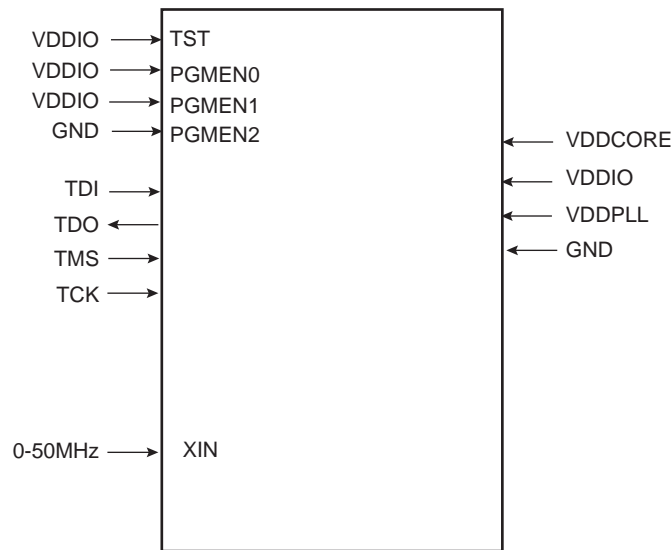 VDDIO TST
VDDIO PGMEN0
VDDIO PGMEN1
GND PGMEN2
VDDCORE
TDI VDDIO
TDO VDDPLL
TMS GND
TCK
0-50MHz XIN